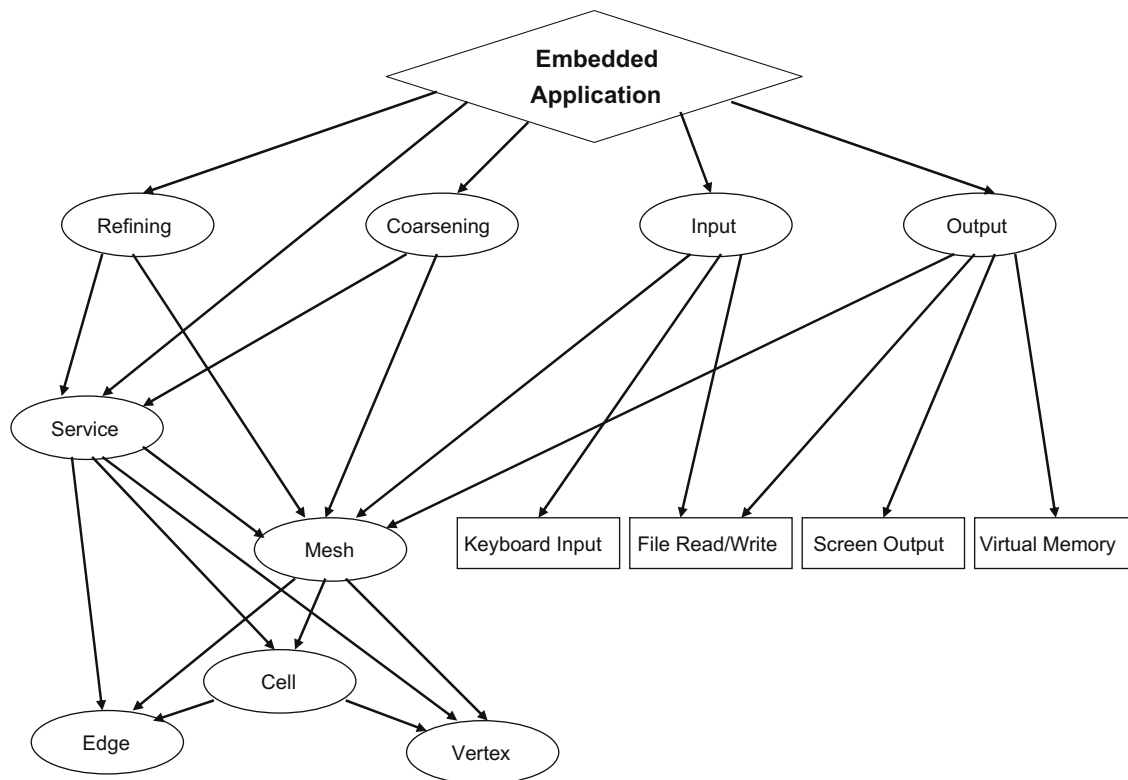 Embedded
Application
Refining
Coarsening
Input
Output
Service
Mesh
Keyboard Input
File Read/Write
Screen Output
Virtual Memory
Cell
Edge
Vertex